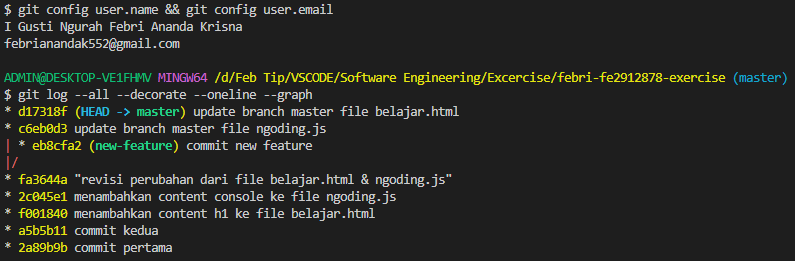 $ git config user.name && git config user.email
I Gusti Ngurah Febri Ananda Krisna
febrianandak552@gmail.com
ADMIN@DESKTOP-VE1FHMV MINGW64 /d/Feb Tip/VSCODE/Software Engineering/Excercise/febri-fe2912878-exercise (master)
$ git log --all --decorate --oneline --graph
* d17318f (HEAD -> master) update branch master file belajar.html
* c6eb0d3 update branch master file ngoding.js
| * eb8cfa2 (new-feature) commit new feature
|/
* fa3644a "revisi perubahan dari file belajar.html & ngoding.js"
* 2c045e1 menambahkan content console ke file ngoding.js
* f001840 menambahkan content h1 ke file belajar.html
* a5b5b11 commit kedua
* 2a89b9b commit pertama